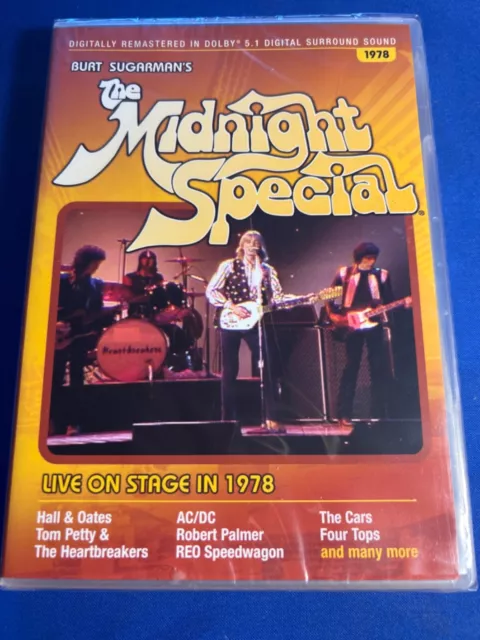 DIGITALLY REMASTERED IN DOLBY® 5.1 DIGITAL SURROUND SOUND
1978
BURT SUGARMAN'S
The
Midnight
Special®
Heartbreakers
LIVE ON STAGE IN 1978
Hall & Oates
Tom Petty &
The Heartbreakers
AC/DC
Robert Palmer
REO Speedwagon
The Cars
Four Tops
and many more